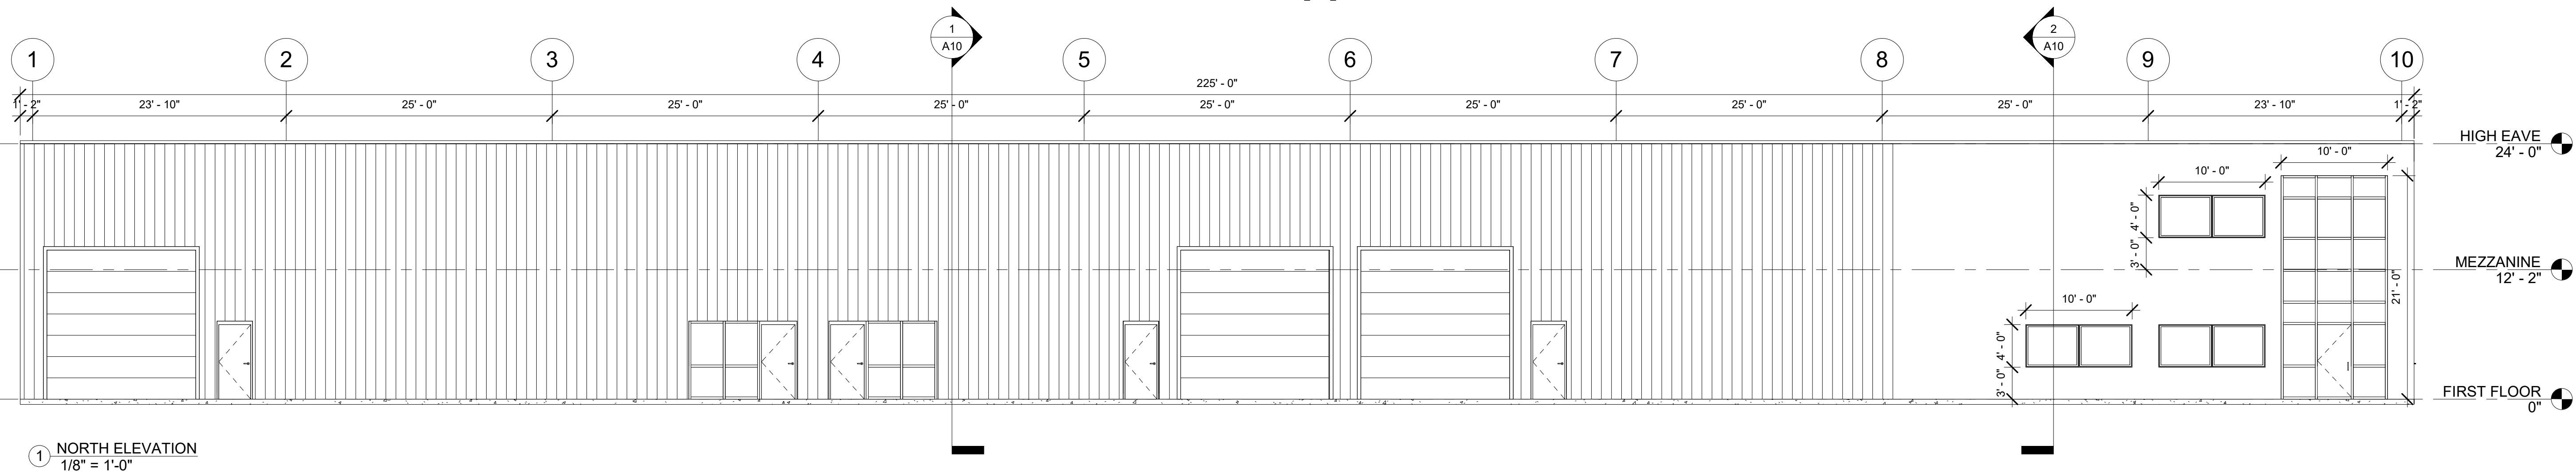 1
A10
2
A10
1
2
3
4
5
6
7
8
9
10
225' - 0"
1' - 2"
23' - 10"
25' - 0"
25' - 0"
25' - 0"
25' - 0"
25' - 0"
25' - 0"
25' - 0"
23' - 10"
1' - 2"
HIGH EAVE
24' - 0"
10' - 0"
10' - 0"
4' - 0"
3' - 0"
MEZZANINE
12' - 2"
21' - 0"
10' - 0"
4' - 0"
3' - 0"
FIRST FLOOR
0"
1 NORTH ELEVATION
1/8" = 1'-0"